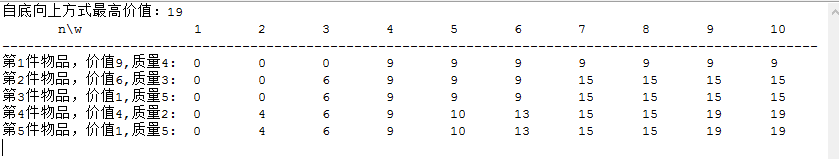 自底向上方式最高价值：19
n\w 1 2 3 4 5 6 7 8 9 10
--------------------------------------------------------------------------------------------------------
第1件物品，价值9,质量4： 0 0 0 9 9 9 9 9 9 9
第2件物品，价值6,质量3： 0 0 6 9 9 9 15 15 15 15
第3件物品，价值1,质量5： 0 0 6 9 9 9 15 15 15 15
第4件物品，价值4,质量2： 0 4 6 9 10 13 15 15 19 19
第5件物品，价值1,质量5： 0 4 6 9 10 13 15 15 19 19